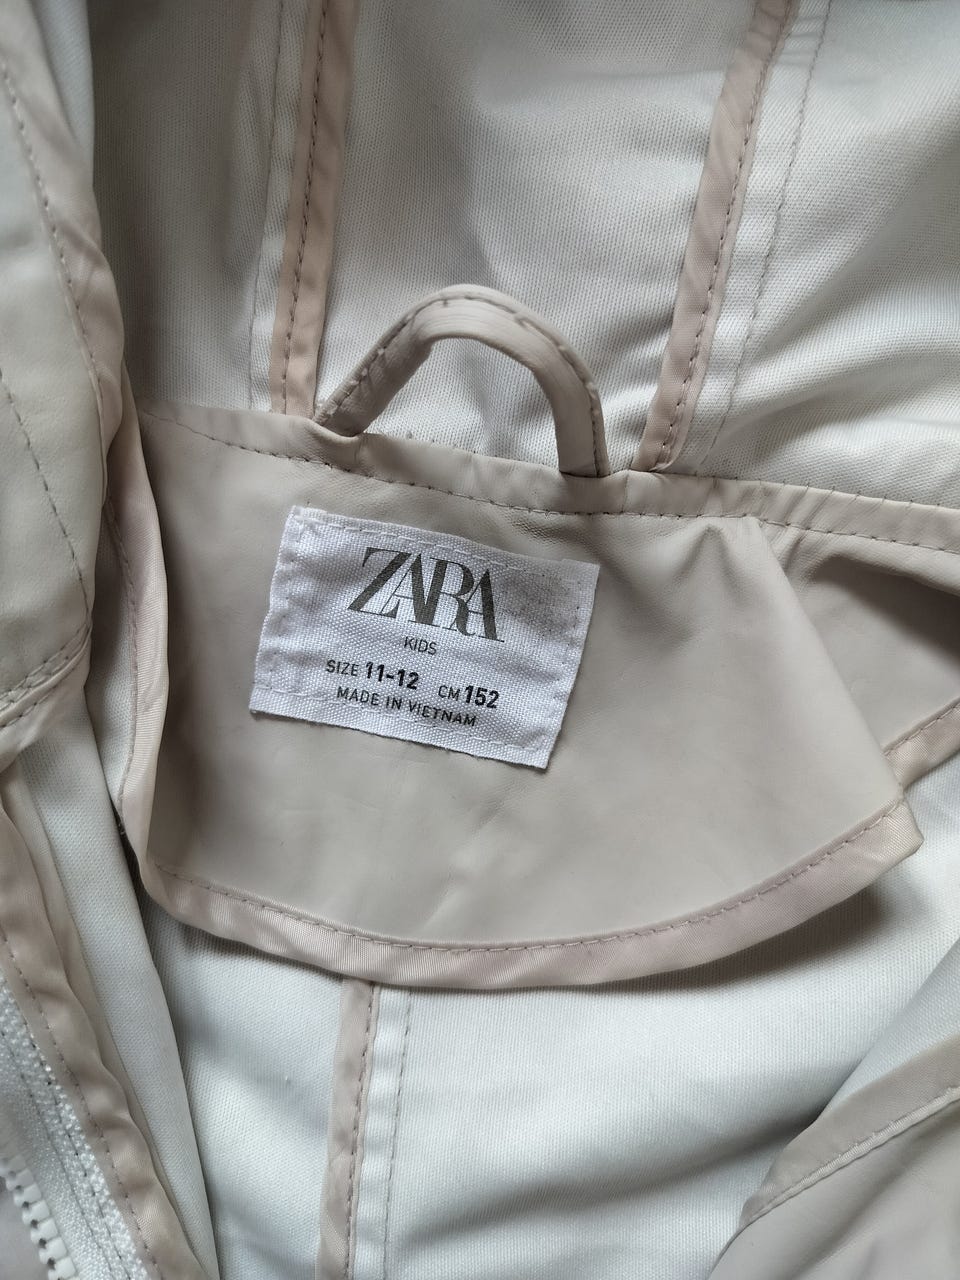 ZARA
KIDS
SIZE 11-12 CM 152
MADE IN VIETNAM